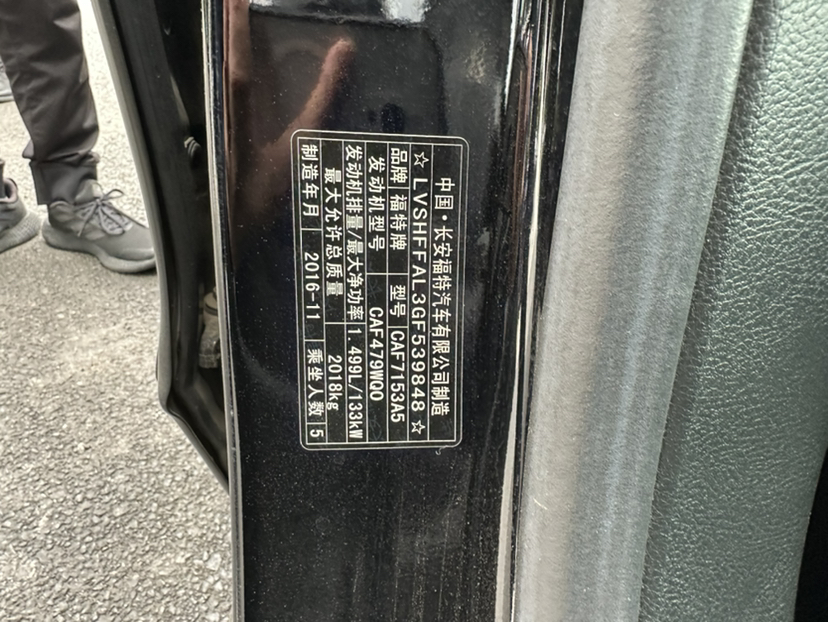 中国·长安福特汽车有限公司制造
☆LVSHFFAL3GF539848☆
品牌 福特牌 型号 CAF7153A5
发动机型号 CAF479WQ0
发动机排量/最大净功率 1.499L/133kW
最大允许总质量 2018kg
制造年月 2016-11 乘坐人数 5